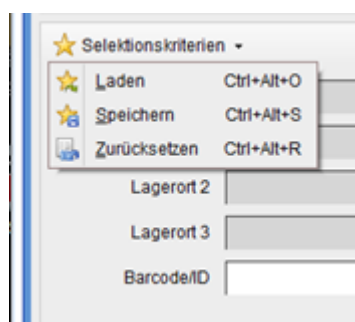 Selektionskriterien
Laden Ctrl+Alt+O
Speichern Ctrl+Alt+S
Zurücksetzen Ctrl+Alt+R
Lagerort 2
Lagerort 3
Barcode/ID